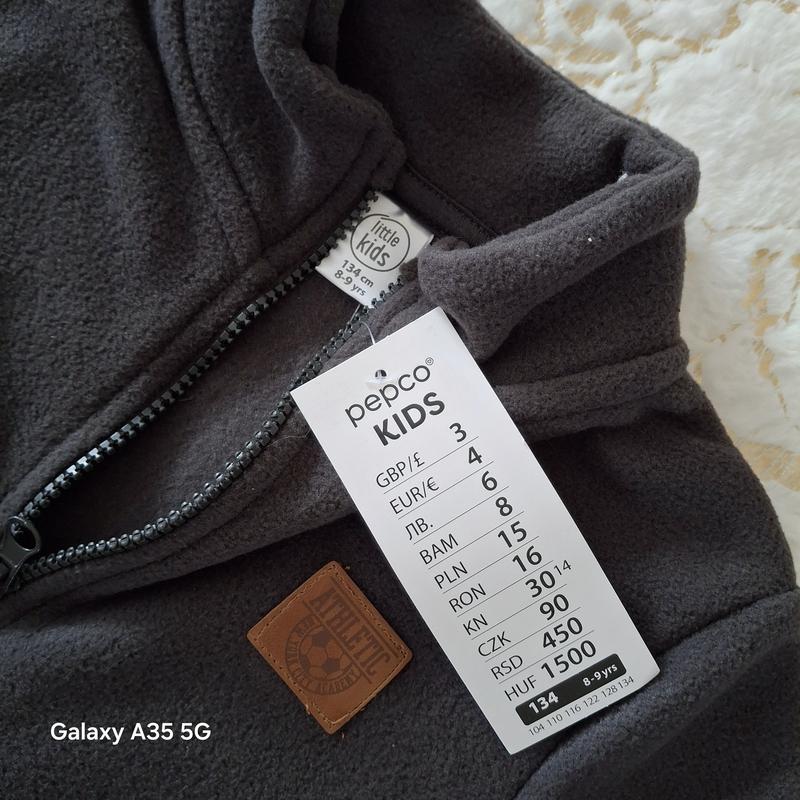 little
kids
134 cm
8-9 yrs
pepco®
KIDS
GBP/£ 3
EUR/€ 4
ЛВ. 6
BAM 8
PLN 15
RON 16
KN 30¹⁴
CZK 90
RSD 450
HUF 1500
134 8-9 yrs
104 110 116 122 128 134
ATHLETIC
ACADEMY
Galaxy A35 5G